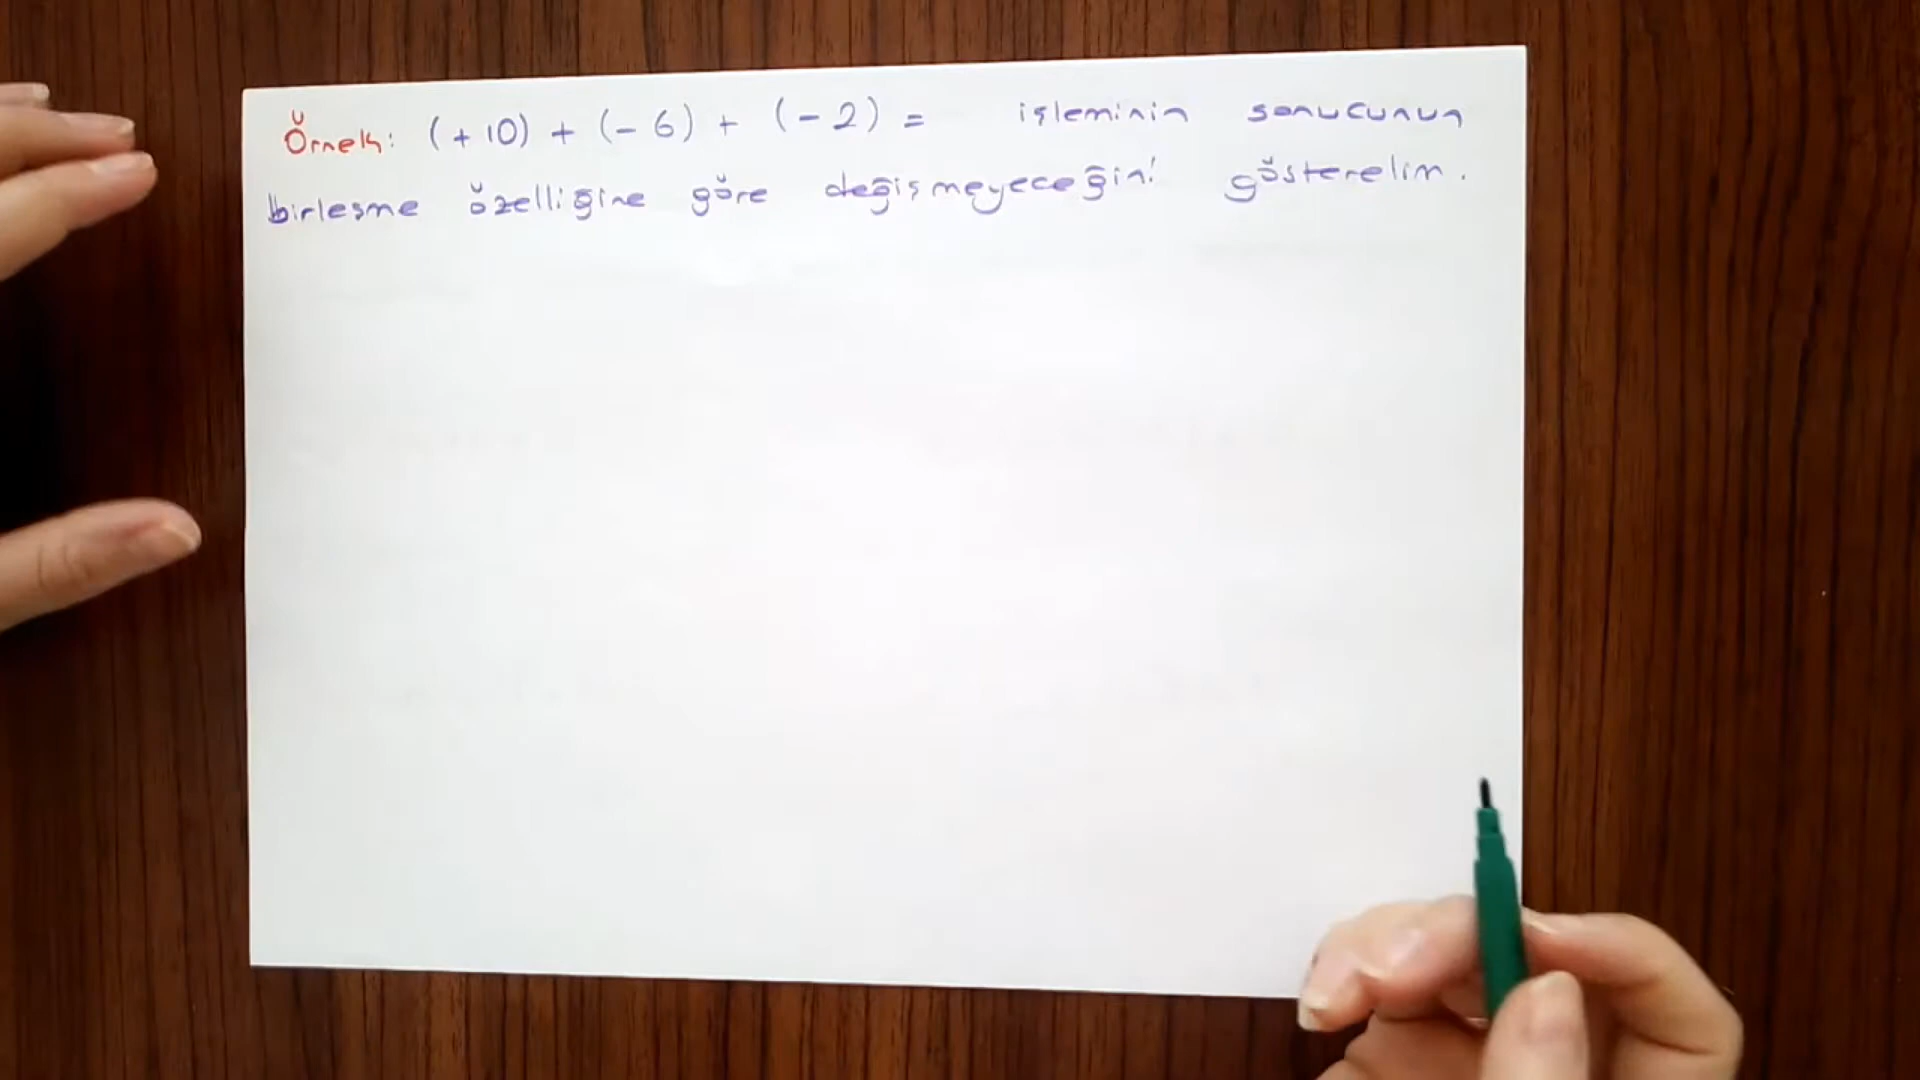 Örnek: (+10) + (-6) + (-2) = işleminin sonucunun
birleşme özelliğine göre değişmeyeceğini gösterelim.